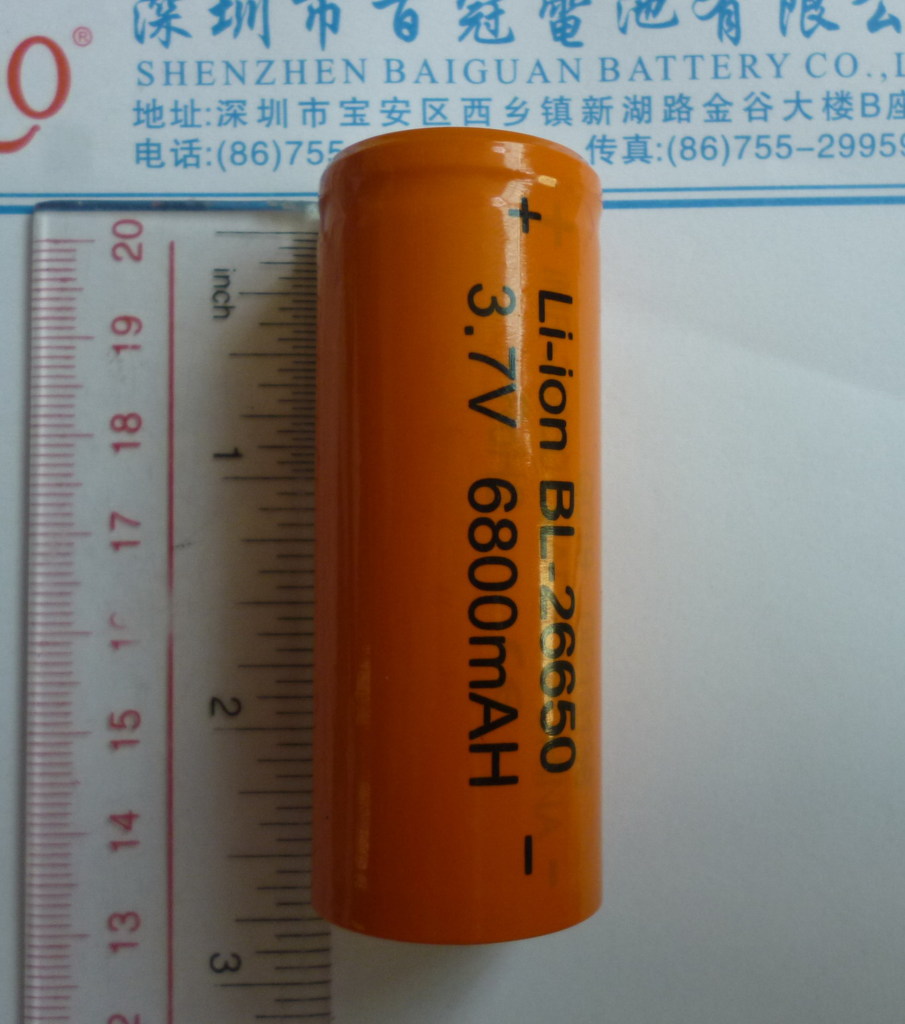 深圳市百冠電池有限公
SHENZHEN BAIGUAN BATTERY CO.,L
地址:深圳市宝安区西乡镇新湖路金谷大楼B座
电话:(86)755
传真:(86)755-29959
O®
+
Li-ion BL-26650
3.7V 6800mAH
-
inch
1
2
3
20
19
18
17
15
14
13